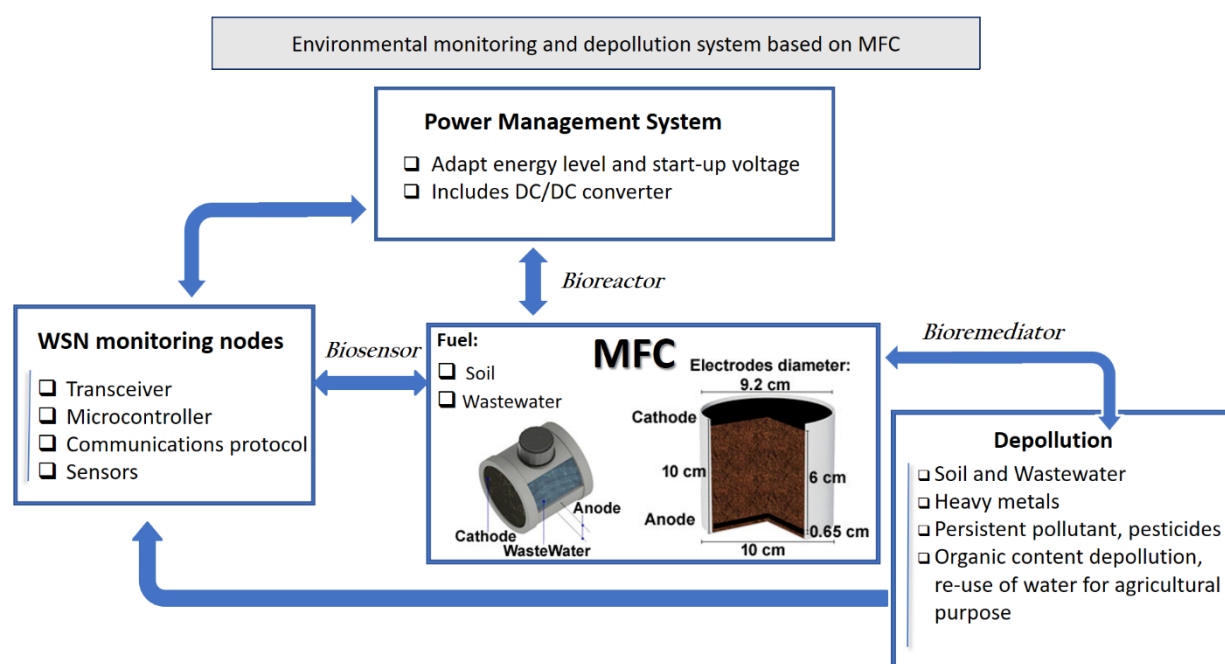 Environmental monitoring and depollution system based on MFC
Power Management System
Adapt energy level and start-up voltage
Includes DC/DC converter
Bioreactor
WSN monitoring nodes
Transceiver
Microcontroller
Communications protocol
Sensors
Biosensor
Fuel:
Soil
Wastewater
MFC
Electrodes diameter:
9.2 cm
Cathode
10 cm
6 cm
Anode
0.65 cm
10 cm
Anode
Cathode
WasteWater
Bioremediator
Depollution
Soil and Wastewater
Heavy metals
Persistent pollutant, pesticides
Organic content depollution,
re-use of water for agricultural
purpose